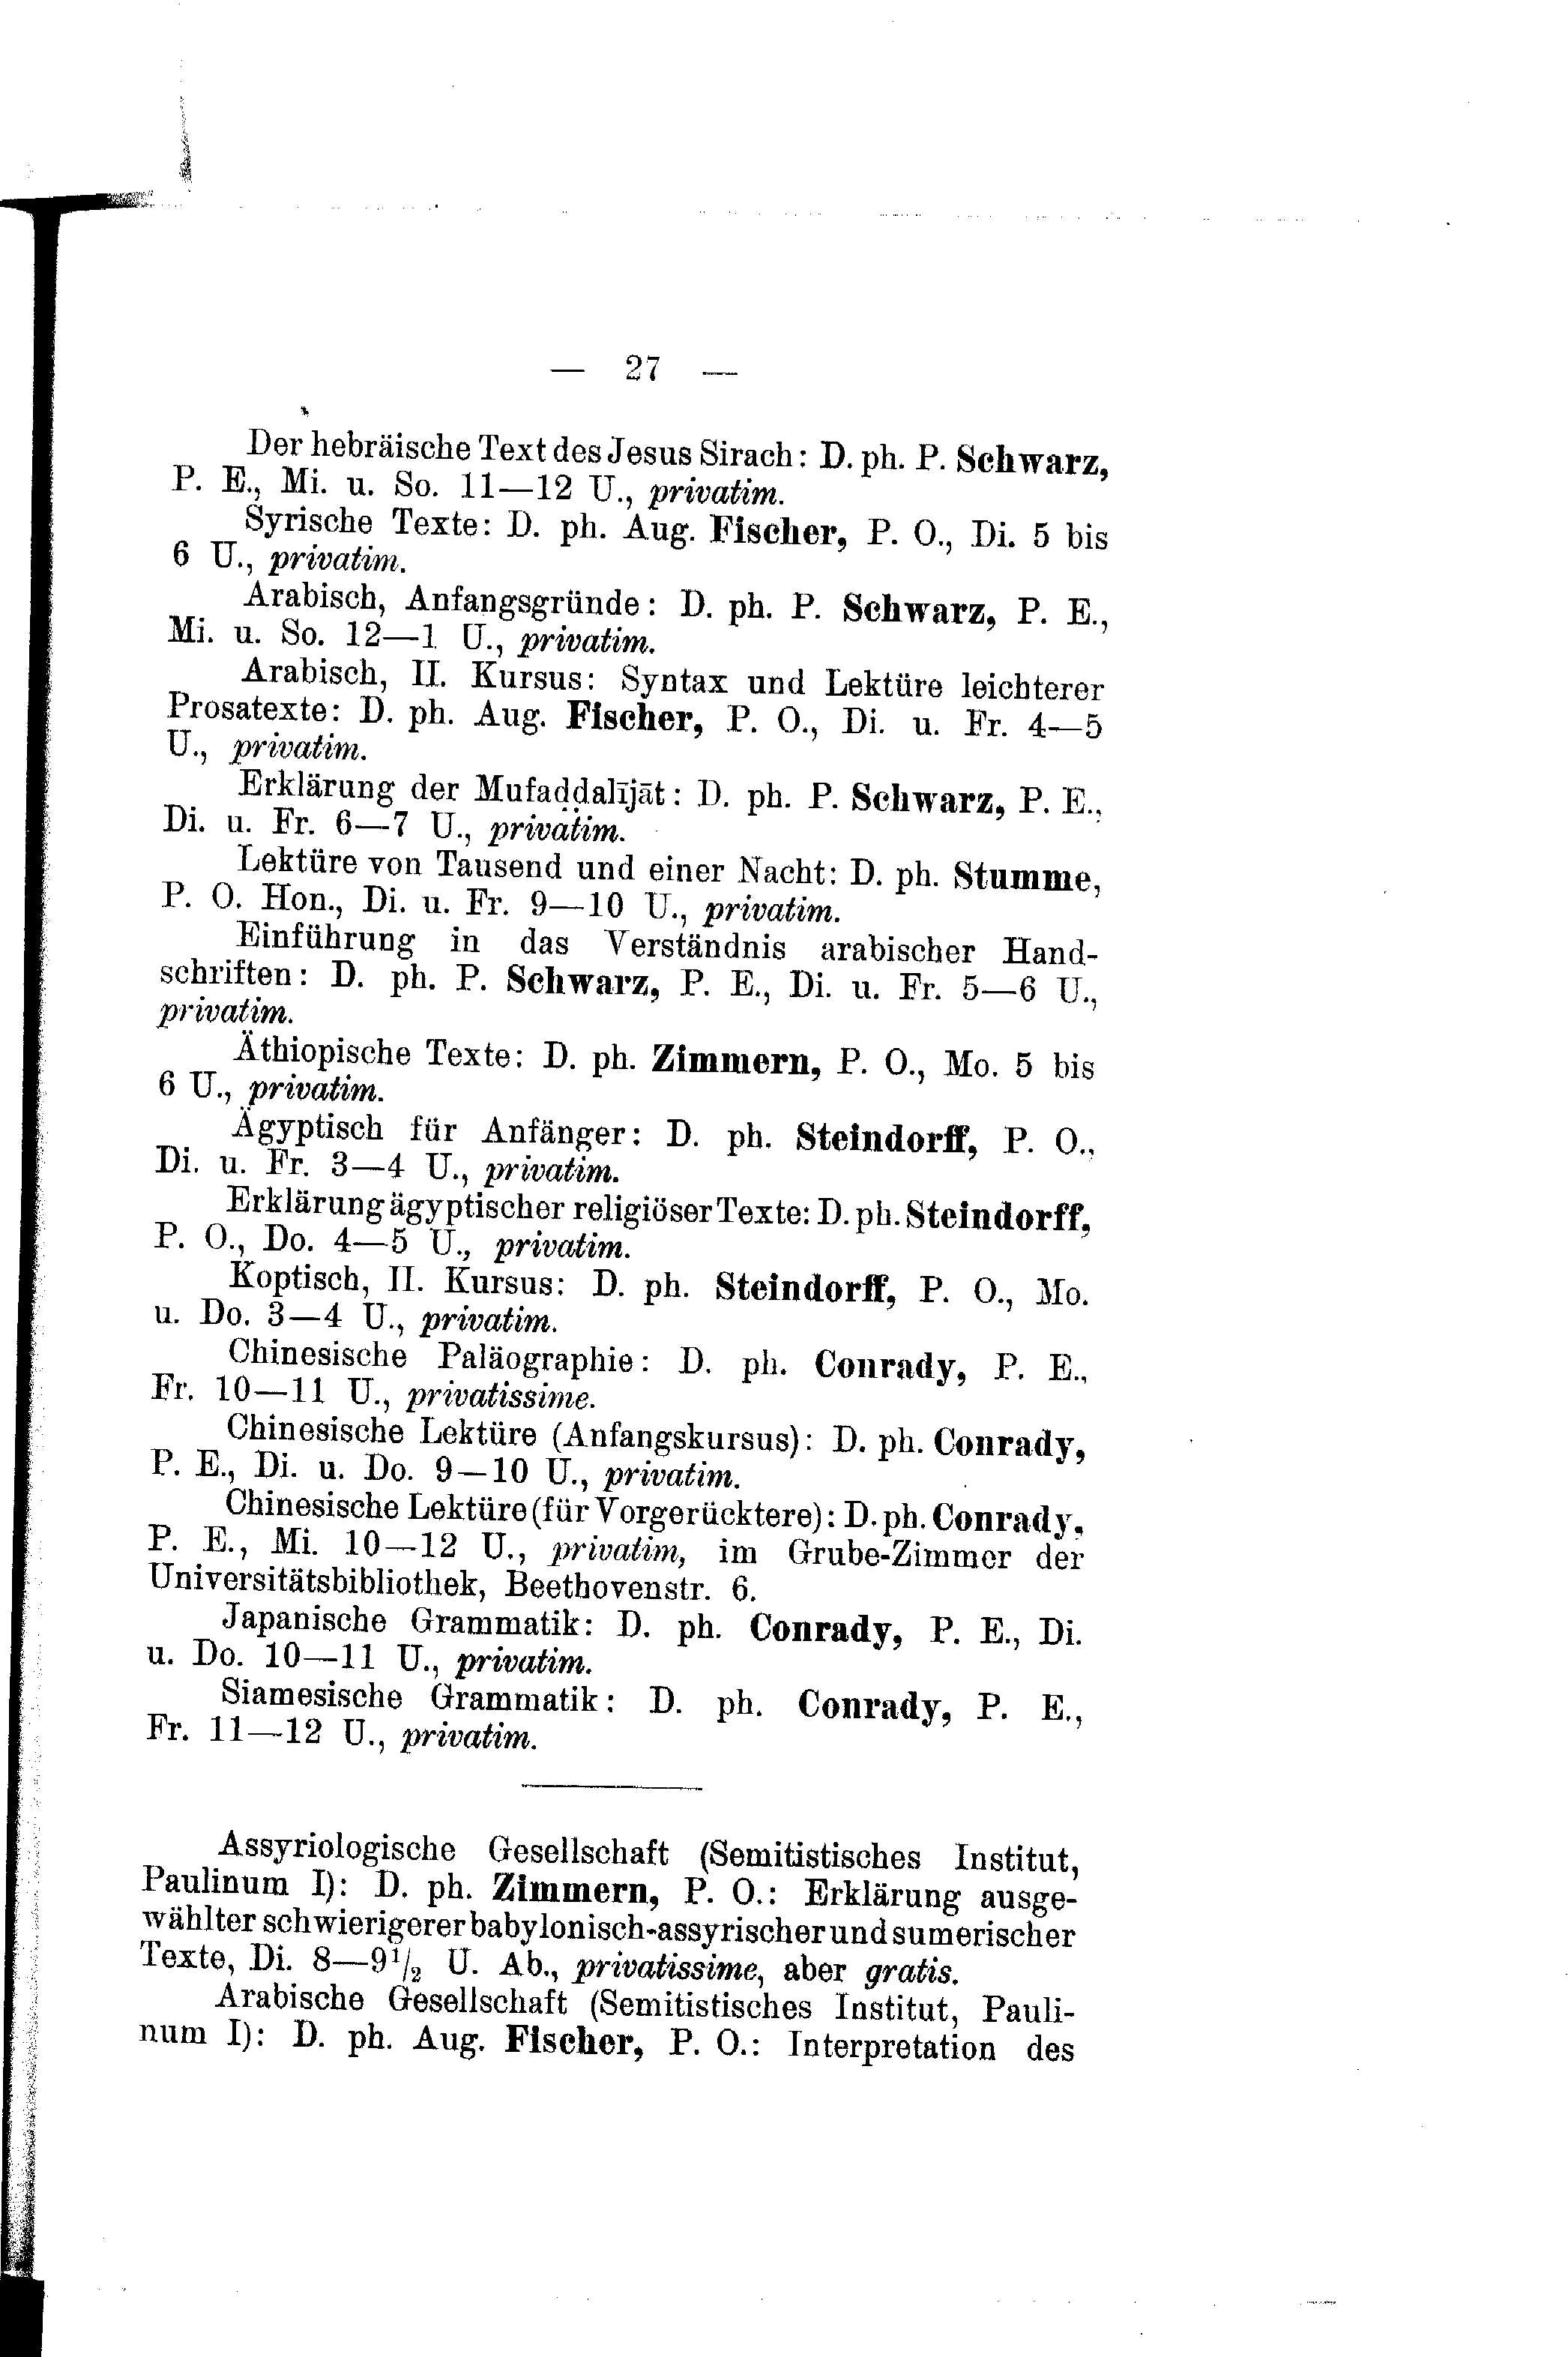 — 27 —
Der hebräische Text des Jesus Sirach: D. ph. P. Schwarz,
P. E., Mi. u. So. 11—12 U., privatim.
Syrische Texte: D. ph. Aug. Fischer, P. O., Di. 5 bis
6 U., privatim.
Arabisch, Anfangsgründe: D. ph. P. Schwarz, P. E.,
Mi. u. So. 12—1 U., privatim.
Arabisch, II. Kursus: Syntax und Lektüre leichterer
Prosatexte: D. ph. Aug. Fischer, P. O., Di. u. Fr. 4—5
U., privatim.
Erklärung der Mufaḍḍalījāt: D. ph. P. Schwarz, P. E.,
Di. u. Fr. 6—7 U., privatim.
Lektüre von Tausend und einer Nacht: D. ph. Stumme,
P. O. Hon., Di. u. Fr. 9—10 U., privatim.
Einführung in das Verständnis arabischer Hand-
schriften: D. ph. P. Schwarz, P. E., Di. u. Fr. 5—6 U.,
privatim.
Äthiopische Texte: D. ph. Zimmern, P. O., Mo. 5 bis
6 U., privatim.
Ägyptisch für Anfänger: D. ph. Steindorff, P. O.,
Di. u. Fr. 3—4 U., privatim.
Erklärung ägyptischer religiöser Texte: D. ph. Steindorff,
P. O., Do. 4—5 U., privatim.
Koptisch, II. Kursus: D. ph. Steindorff, P. O., Mo.
u. Do. 3—4 U., privatim.
Chinesische Paläographie: D. ph. Conrady, P. E.,
Fr. 10—11 U., privatissime.
Chinesische Lektüre (Anfangskursus): D. ph. Conrady,
P. E., Di. u. Do. 9—10 U., privatim.
Chinesische Lektüre (für Vorgerücktere): D. ph. Conrady,
P. E., Mi. 10—12 U., privatim, im Grube-Zimmer der
Universitätsbibliothek, Beethovenstr. 6.
Japanische Grammatik: D. ph. Conrady, P. E., Di.
u. Do. 10—11 U., privatim.
Siamesische Grammatik: D. ph. Conrady, P. E.,
Fr. 11—12 U., privatim.
Assyriologische Gesellschaft (Semitistisches Institut,
Paulinum I): D. ph. Zimmern, P. O.: Erklärung ausge-
wählter schwierigerer babylonisch-assyrischer und sumerischer
Texte, Di. 8—9½ U. Ab., privatissime, aber gratis.
Arabische Gesellschaft (Semitistisches Institut, Pauli-
num I): D. ph. Aug. Fischer, P. O.: Interpretation des